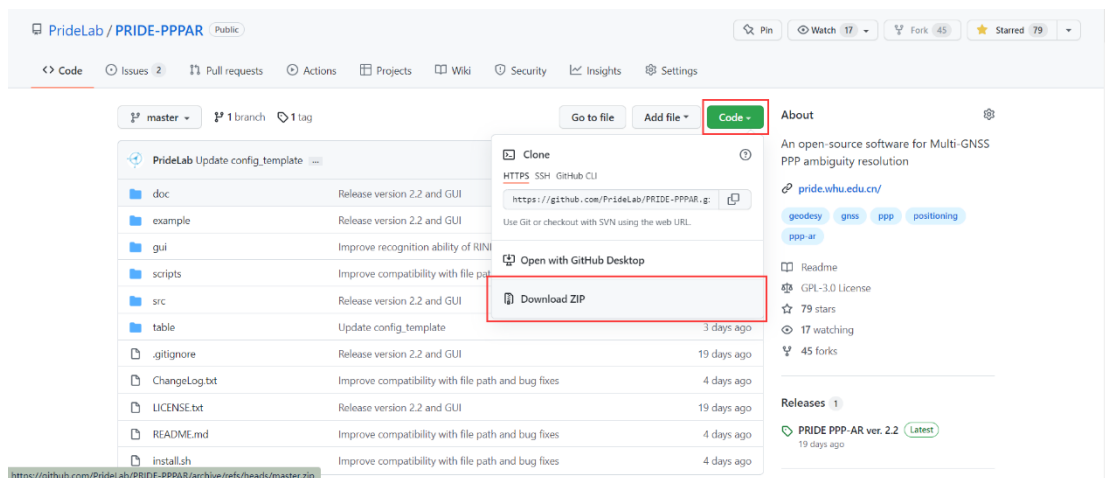 PrideLab / PRIDE-PPPAR Public
Pin Watch 17 Fork 45 Starred 79
Code Issues 2 Pull requests Actions Projects Wiki Security Insights Settings
master 1 branch 1 tag Go to file Add file Code
PrideLab Update config_template ...
doc Release version 2.2 and GUI
example Release version 2.2 and GUI
gui Improve recognition ability of RINE
scripts Improve compatibility with file pat
src Release version 2.2 and GUI
table Update config_template 3 days ago
.gitignore Release version 2.2 and GUI 19 days ago
ChangeLog.txt Improve compatibility with file path and bug fixes 4 days ago
LICENSE.txt Release version 2.2 and GUI 19 days ago
README.md Improve compatibility with file path and bug fixes 4 days ago
install.sh Improve compatibility with file path and bug fixes 4 days ago
Clone
HTTPS SSH GitHub CLI
https://github.com/PrideLab/PRIDE-PPPAR.g
Use Git or checkout with SVN using the web URL.
Open with GitHub Desktop
Download ZIP
About
An open-source software for Multi-GNSS
PPP ambiguity resolution
pride.whu.edu.cn/
geodesy gnss ppp positioning
ppp-ar
Readme
GPL-3.0 License
79 stars
17 watching
45 forks
Releases 1
PRIDE PPP-AR ver. 2.2 Latest
19 days ago
https://github.com/PrideLab/PRIDE-PPPAR/archive/refs/heads/master.zip